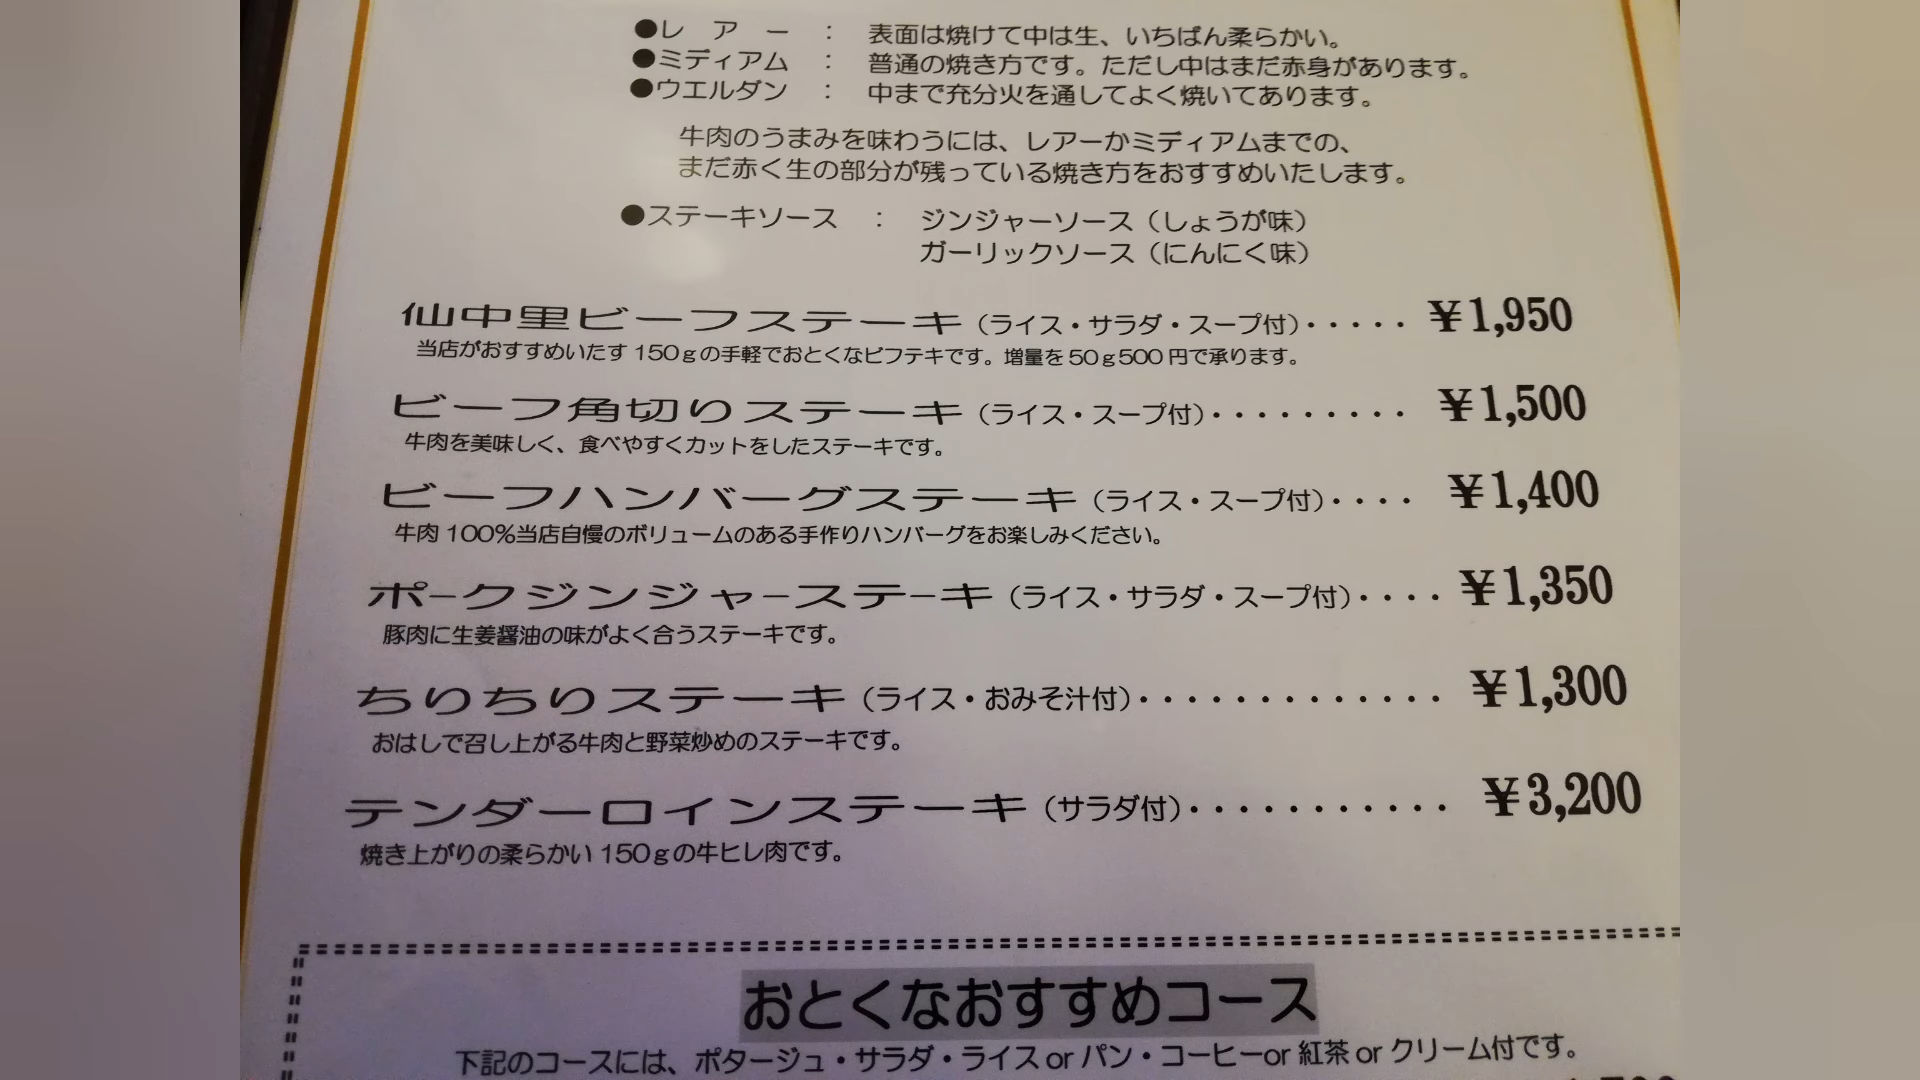 ●レアー : 表面は焼けて中は生、いちばん柔らかい。
●ミディアム : 普通の焼き方です。ただし中はまだ赤身があります。
●ウエルダン : 中まで充分火を通してよく焼いてあります。
牛肉のうまみを味わうには、レアーかミディアムまでの、
まだ赤く生の部分が残っている焼き方をおすすめいたします。
●ステーキソース : ジンジャーソース（しょうが味）
ガーリックソース（にんにく味）
仙中里ビーフステーキ（ライス・サラダ・スープ付）・・・・・ ¥1,950
当店がおすすめいたす150gの手軽でおとくなビフテキです。増量を50g500円で承ります。
ビーフ角切りステーキ（ライス・スープ付）・・・・・・・・・ ¥1,500
牛肉を美味しく、食べやすくカットをしたステーキです。
ビーフハンバーグステーキ（ライス・スープ付）・・・・ ¥1,400
牛肉100%当店自慢のボリュームのある手作りハンバーグをお楽しみください。
ポークジンジャーステーキ（ライス・サラダ・スープ付）・・・・ ¥1,350
豚肉に生姜醤油の味がよく合うステーキです。
ちりちりステーキ（ライス・おみそ汁付）・・・・・・・・・・・・・ ¥1,300
おはしで召し上がる牛肉と野菜炒めのステーキです。
テンダーロインステーキ（サラダ付）・・・・・・・・・・・ ¥3,200
焼き上がりの柔らかい150gの牛ヒレ肉です。
おとくなおすすめコース
下記のコースには、ポタージュ・サラダ・ライスorパン・コーヒーor紅茶orクリーム付です。